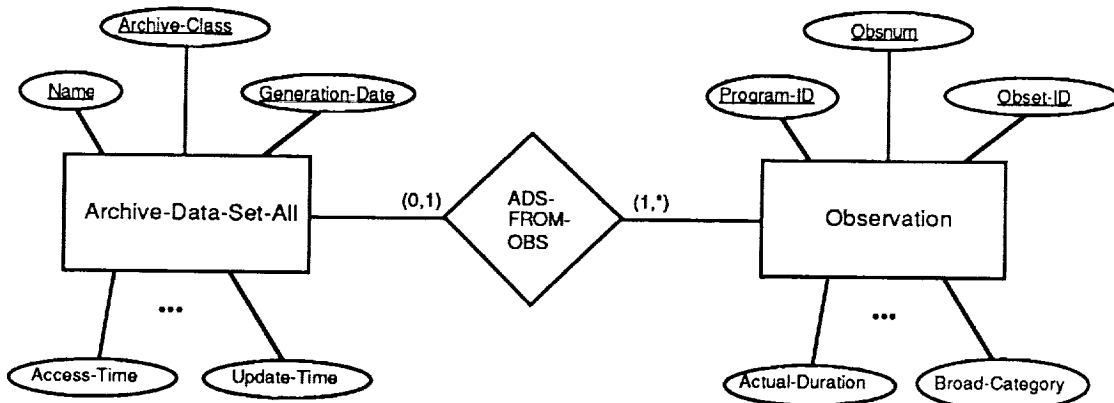 Archive-Class
Obsnum
Name
Generation-Date
Program-ID
Obset-ID
Archive-Data-Set-All
(0,1)
ADS-
FROM-
OBS
(1,*)
Observation
...
...
Access-Time
Update-Time
Actual-Duration
Broad-Category